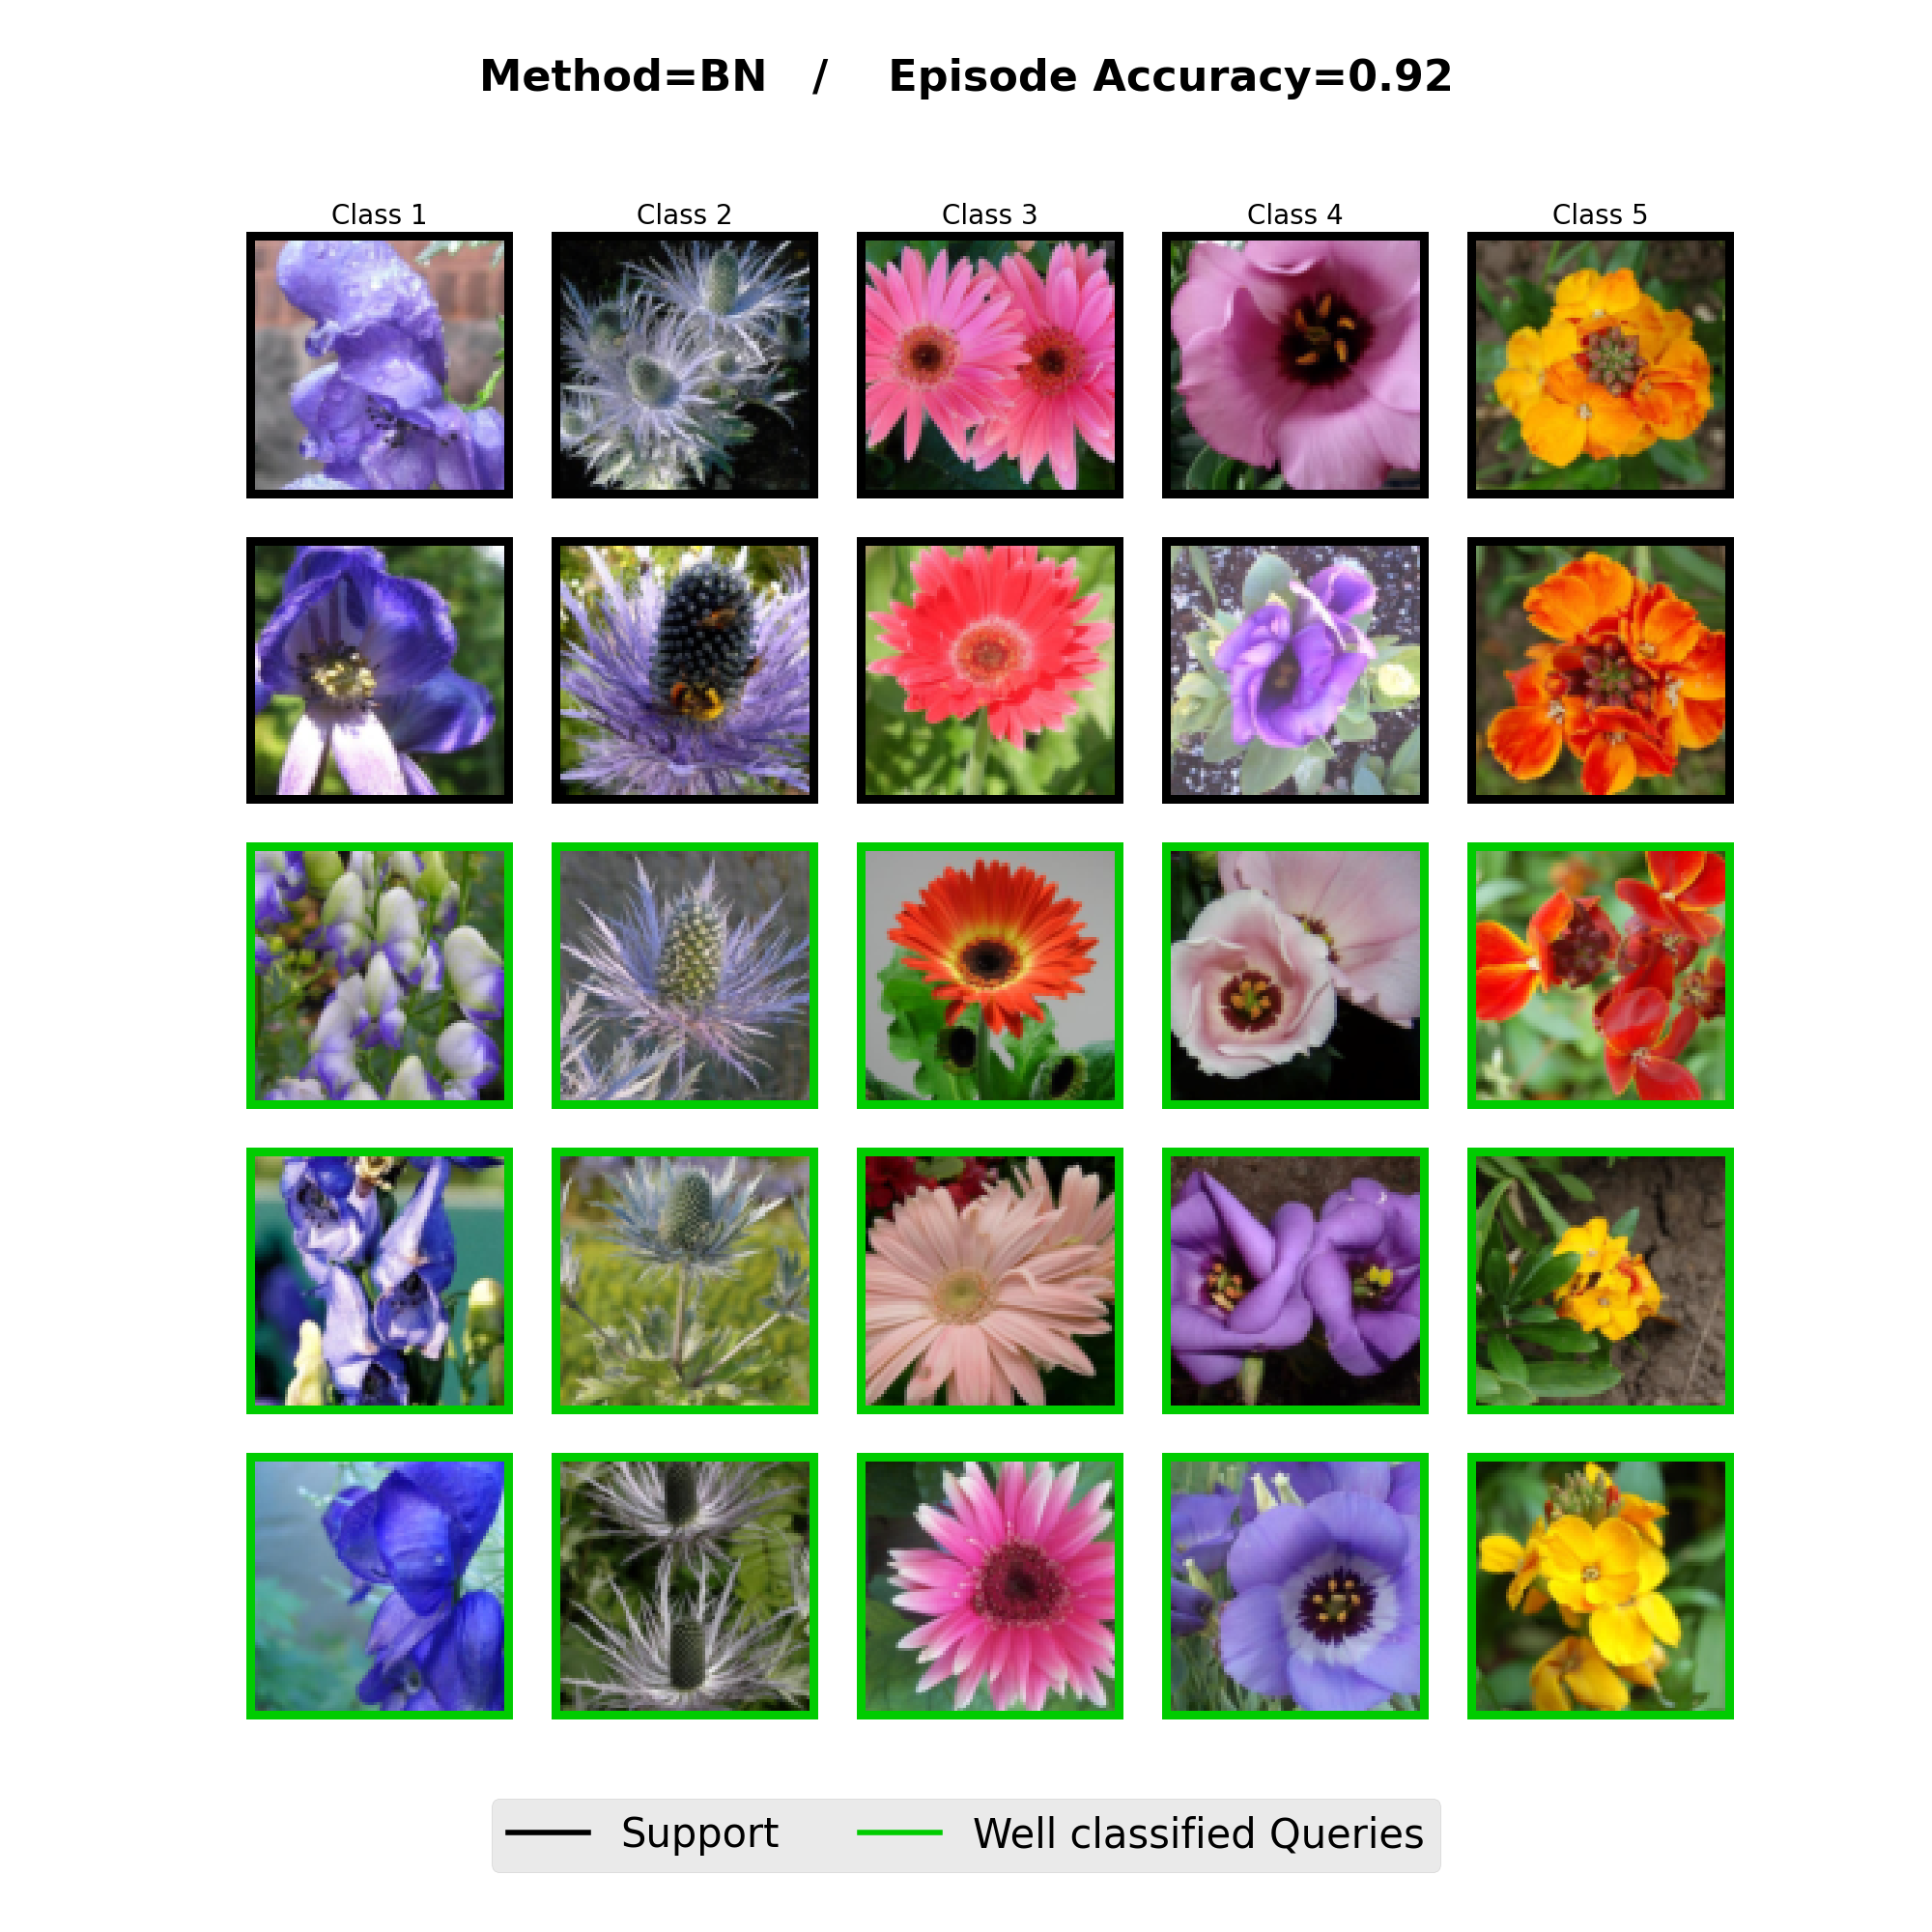 Method=BN / Episode Accuracy=0.92
Class 1 Class 2 Class 3 Class 4 Class 5
Support Well classified Queries